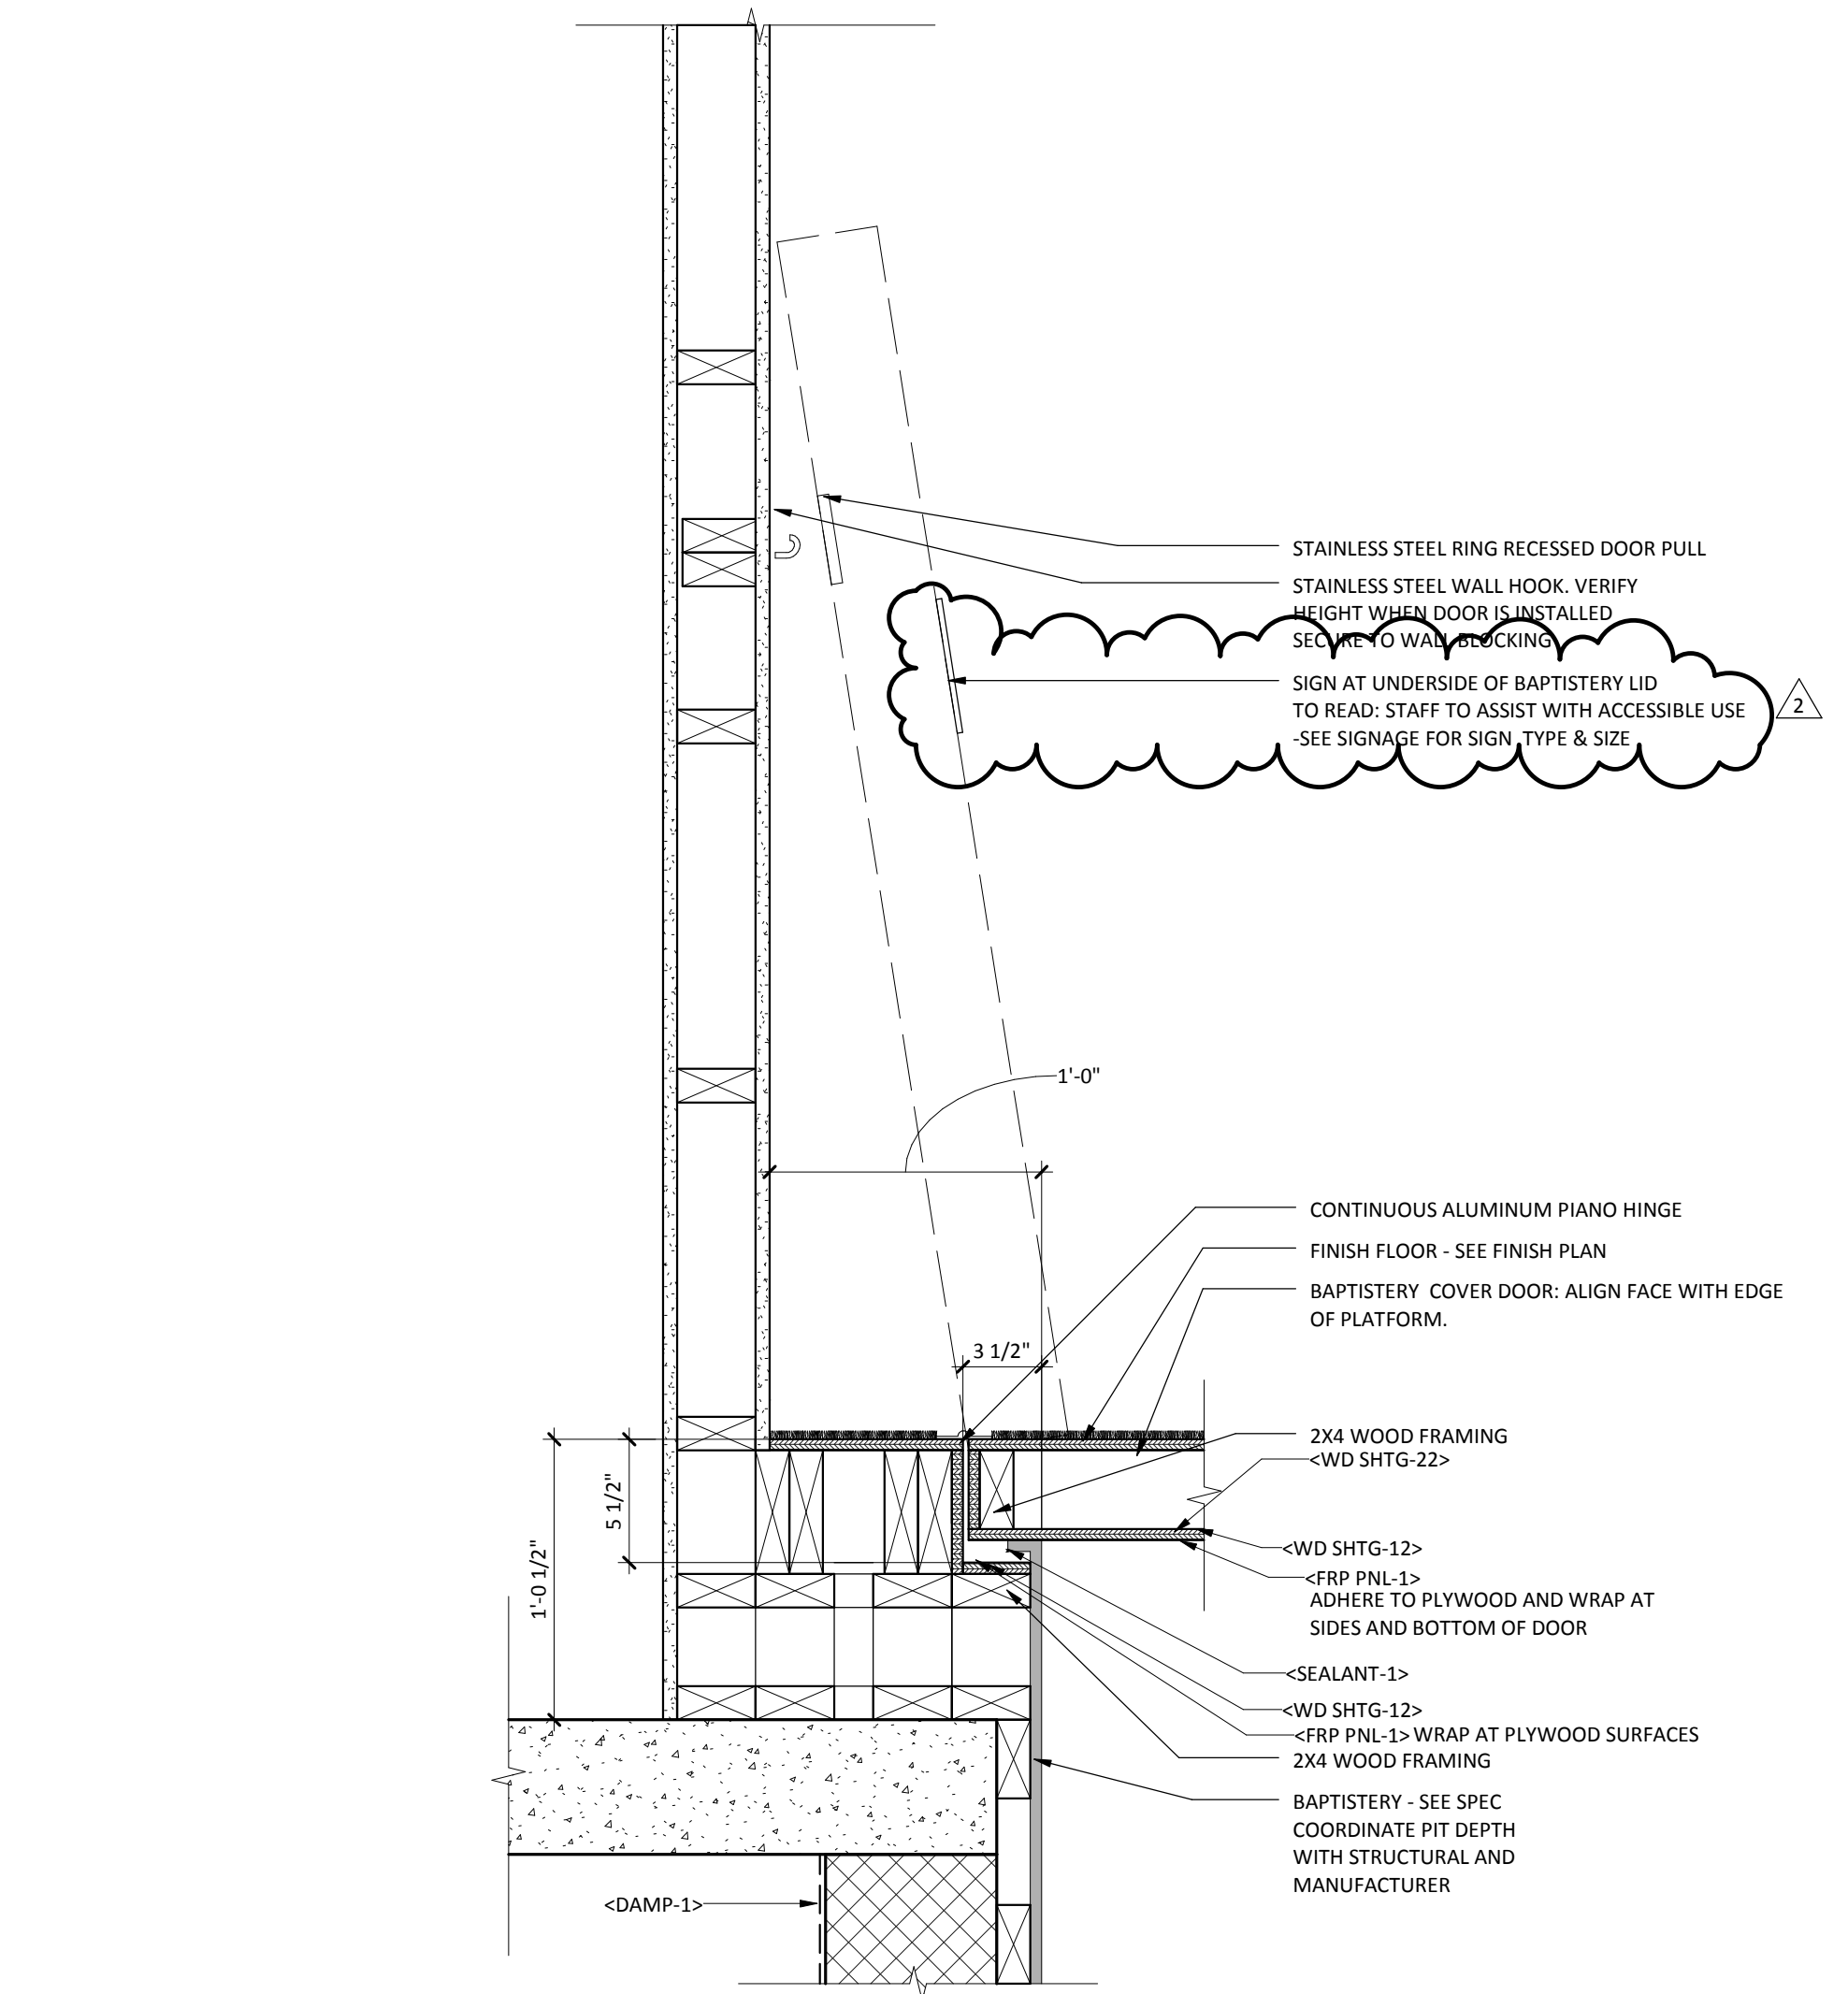 STAINLESS STEEL RING RECESSED DOOR PULL
STAINLESS STEEL WALL HOOK. VERIFY
HEIGHT WHEN DOOR IS INSTALLED
SECURE TO WALL BLOCKING
SIGN AT UNDERSIDE OF BAPTISTERY LID
TO READ: STAFF TO ASSIST WITH ACCESSIBLE USE
-SEE SIGNAGE FOR SIGN TYPE & SIZE
2
1'-0"
CONTINUOUS ALUMINUM PIANO HINGE
FINISH FLOOR - SEE FINISH PLAN
BAPTISTERY COVER DOOR: ALIGN FACE WITH EDGE
OF PLATFORM.
3 1/2"
2X4 WOOD FRAMING
<WD SHTG-22>
5 1/2"
1'-0 1/2"
<WD SHTG-12>
<FRP PNL-1>
ADHERE TO PLYWOOD AND WRAP AT
SIDES AND BOTTOM OF DOOR
<SEALANT-1>
<WD SHTG-12>
<FRP PNL-1> WRAP AT PLYWOOD SURFACES
2X4 WOOD FRAMING
BAPTISTERY - SEE SPEC
COORDINATE PIT DEPTH
WITH STRUCTURAL AND
MANUFACTURER
<DAMP-1>